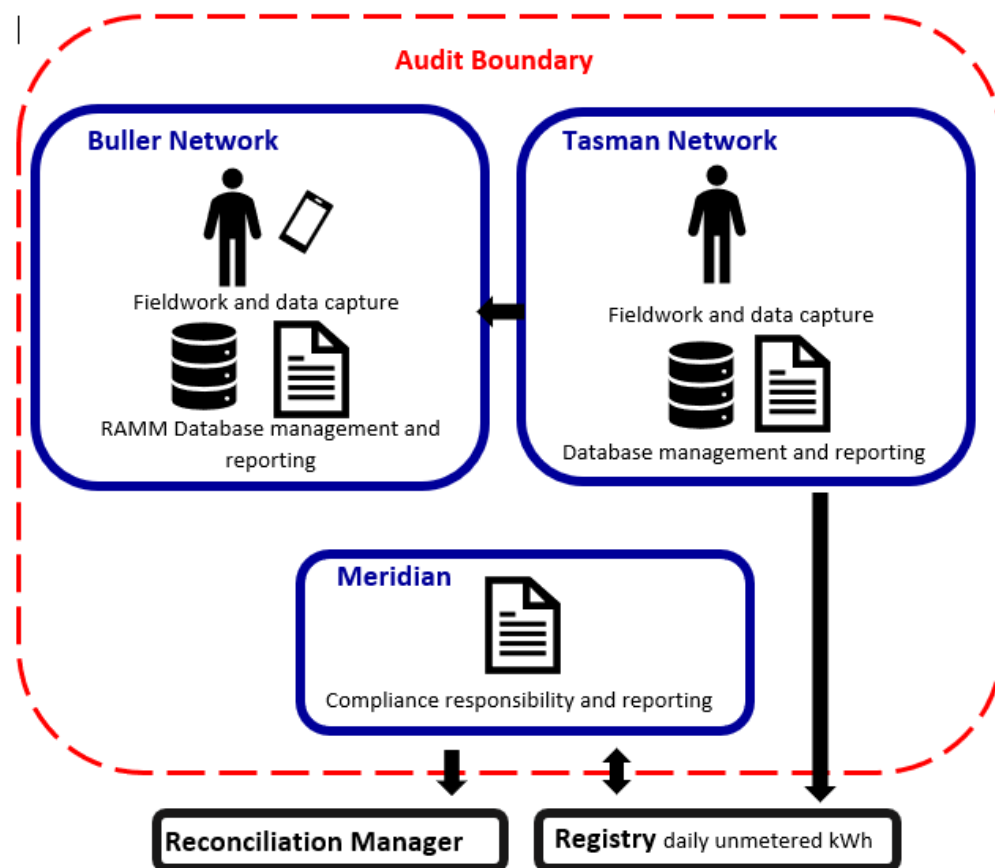 Audit Boundary
Buller Network
Fieldwork and data capture
RAMM Database management and
reporting
Tasman Network
Fieldwork and data capture
Database management and reporting
Meridian
Compliance responsibility and reporting
Reconciliation Manager
Registry daily unmetered kWh